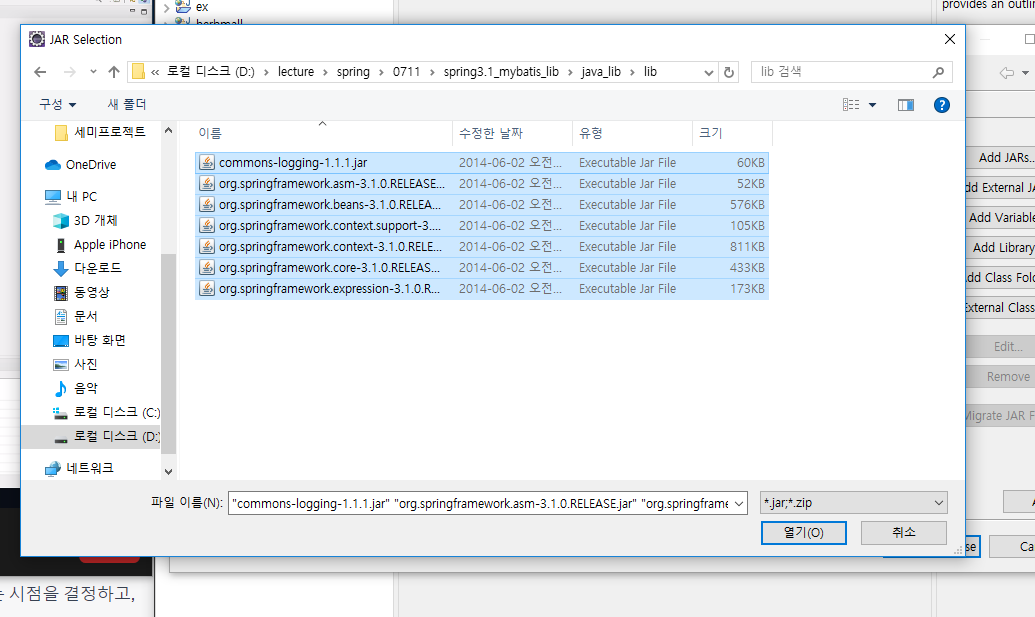 ex
provides an outlin
JAR Selection
« 로컬 디스크 (D:) › lecture › spring › 0711 › spring3.1_mybatis_lib › java_lib › lib
lib 검색
구성
새 폴더
세미프로젝트
OneDrive
내 PC
3D 개체
Apple iPhone
다운로드
동영상
문서
바탕 화면
사진
음악
로컬 디스크 (C:)
로컬 디스크 (D:)
네트워크
이름 수정한 날짜 유형 크기
commons-logging-1.1.1.jar 2014-06-02 오전... Executable Jar File 60KB
org.springframework.asm-3.1.0.RELEASE... 2014-06-02 오전... Executable Jar File 52KB
org.springframework.beans-3.1.0.RELEA... 2014-06-02 오전... Executable Jar File 576KB
org.springframework.context.support-3.... 2014-06-02 오전... Executable Jar File 105KB
org.springframework.context-3.1.0.RELE... 2014-06-02 오전... Executable Jar File 811KB
org.springframework.core-3.1.0.RELEAS... 2014-06-02 오전... Executable Jar File 433KB
org.springframework.expression-3.1.0.R... 2014-06-02 오전... Executable Jar File 173KB
Add JARs...
dd External JA
Add Variable
Add Library
dd Class Fold
External Class
Edit...
Remove
Migrate JAR F
파일 이름(N): "commons-logging-1.1.1.jar" "org.springframework.asm-3.1.0.RELEASE.jar" "org.springframe
*.jar;*.zip
열기(O)
취소
se
Ca
는 시점을 결정하고,